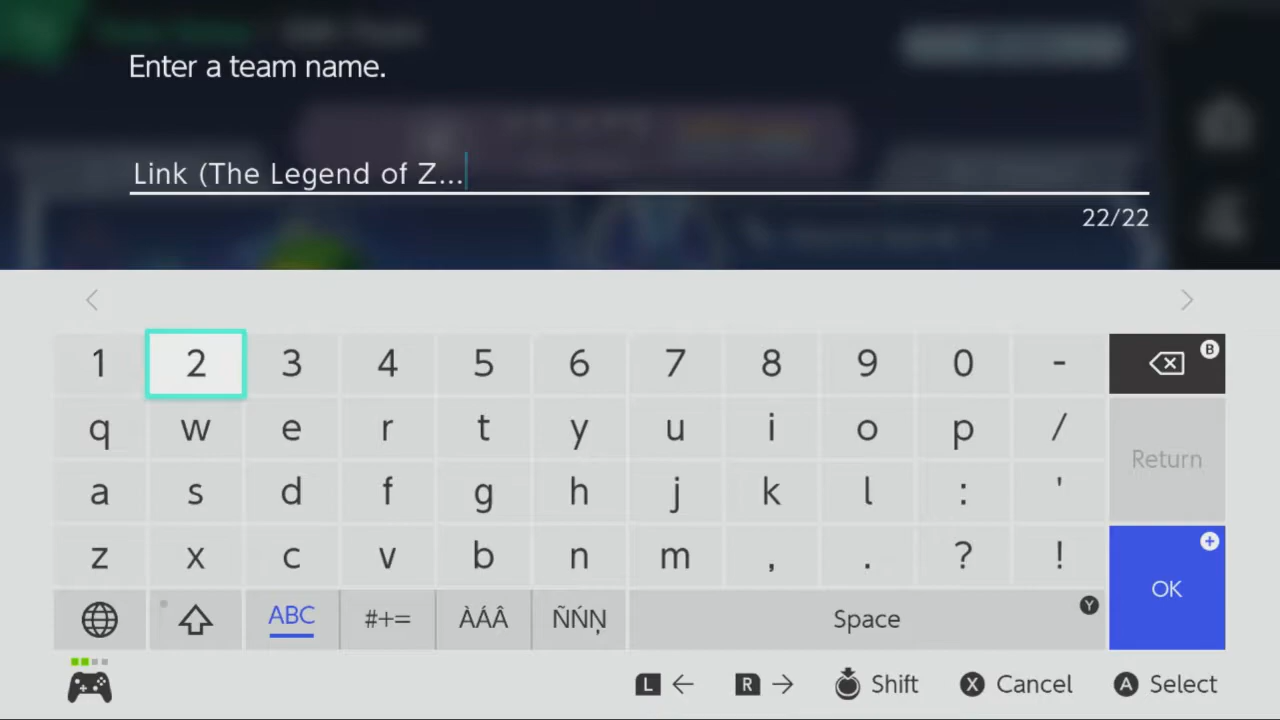 Enter a team name.
Link (The Legend of Z...
22/22
1 2 3 4 5 6 7 8 9 0 - B
q w e r t y u i o p /
Return
a s d f g h j k l : '
z x c v b n m , . ? ! +
OK
ABC #+= ÀÁÂ ÑŃŅ Space Y
L ← R → Shift X Cancel A Select